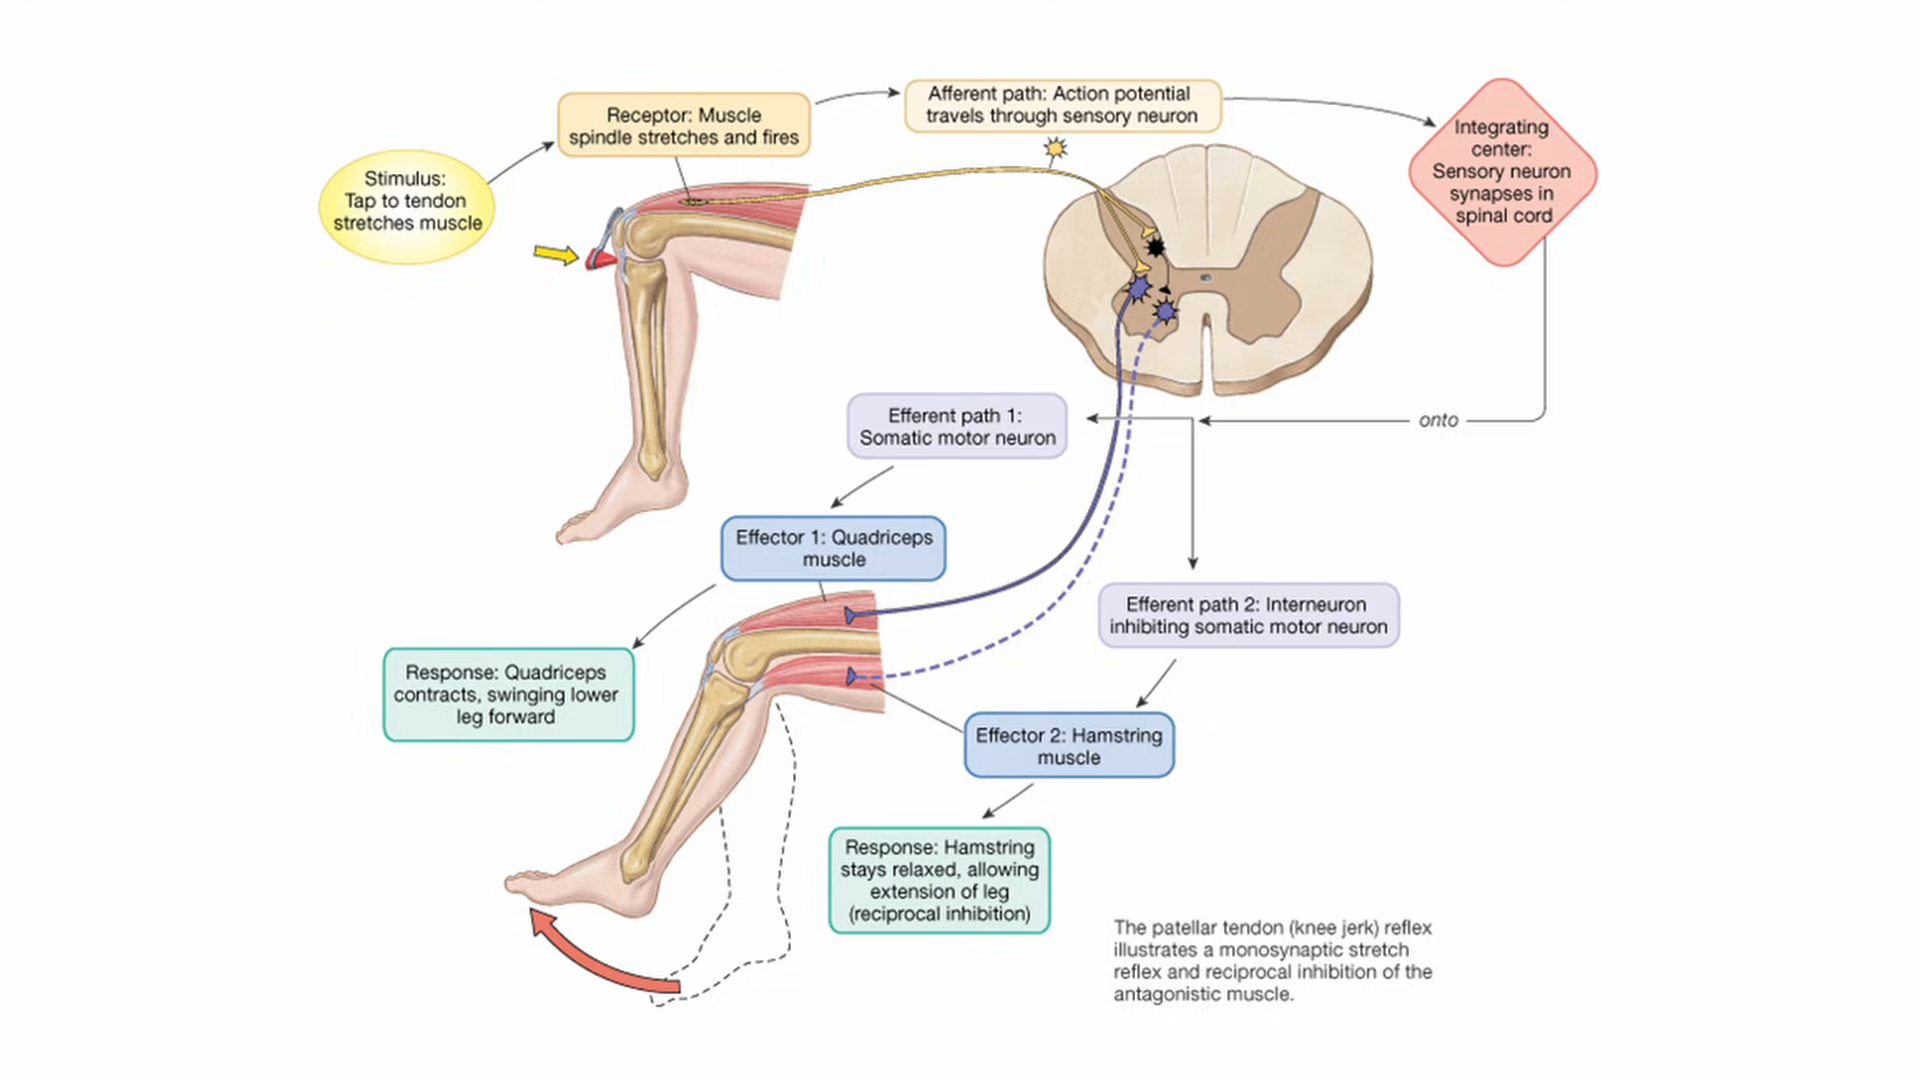 Stimulus:
Tap to tendon
stretches muscle
Receptor: Muscle
spindle stretches and fires
Afferent path: Action potential
travels through sensory neuron
Integrating
center:
Sensory neuron
synapses in
spinal cord
onto
Efferent path 1:
Somatic motor neuron
Effector 1: Quadriceps
muscle
Response: Quadriceps
contracts, swinging lower
leg forward
Efferent path 2: Interneuron
inhibiting somatic motor neuron
Effector 2: Hamstring
muscle
Response: Hamstring
stays relaxed, allowing
extension of leg
(reciprocal inhibition)
The patellar tendon (knee jerk) reflex
illustrates a monosynaptic stretch
reflex and reciprocal inhibition of the
antagonistic muscle.